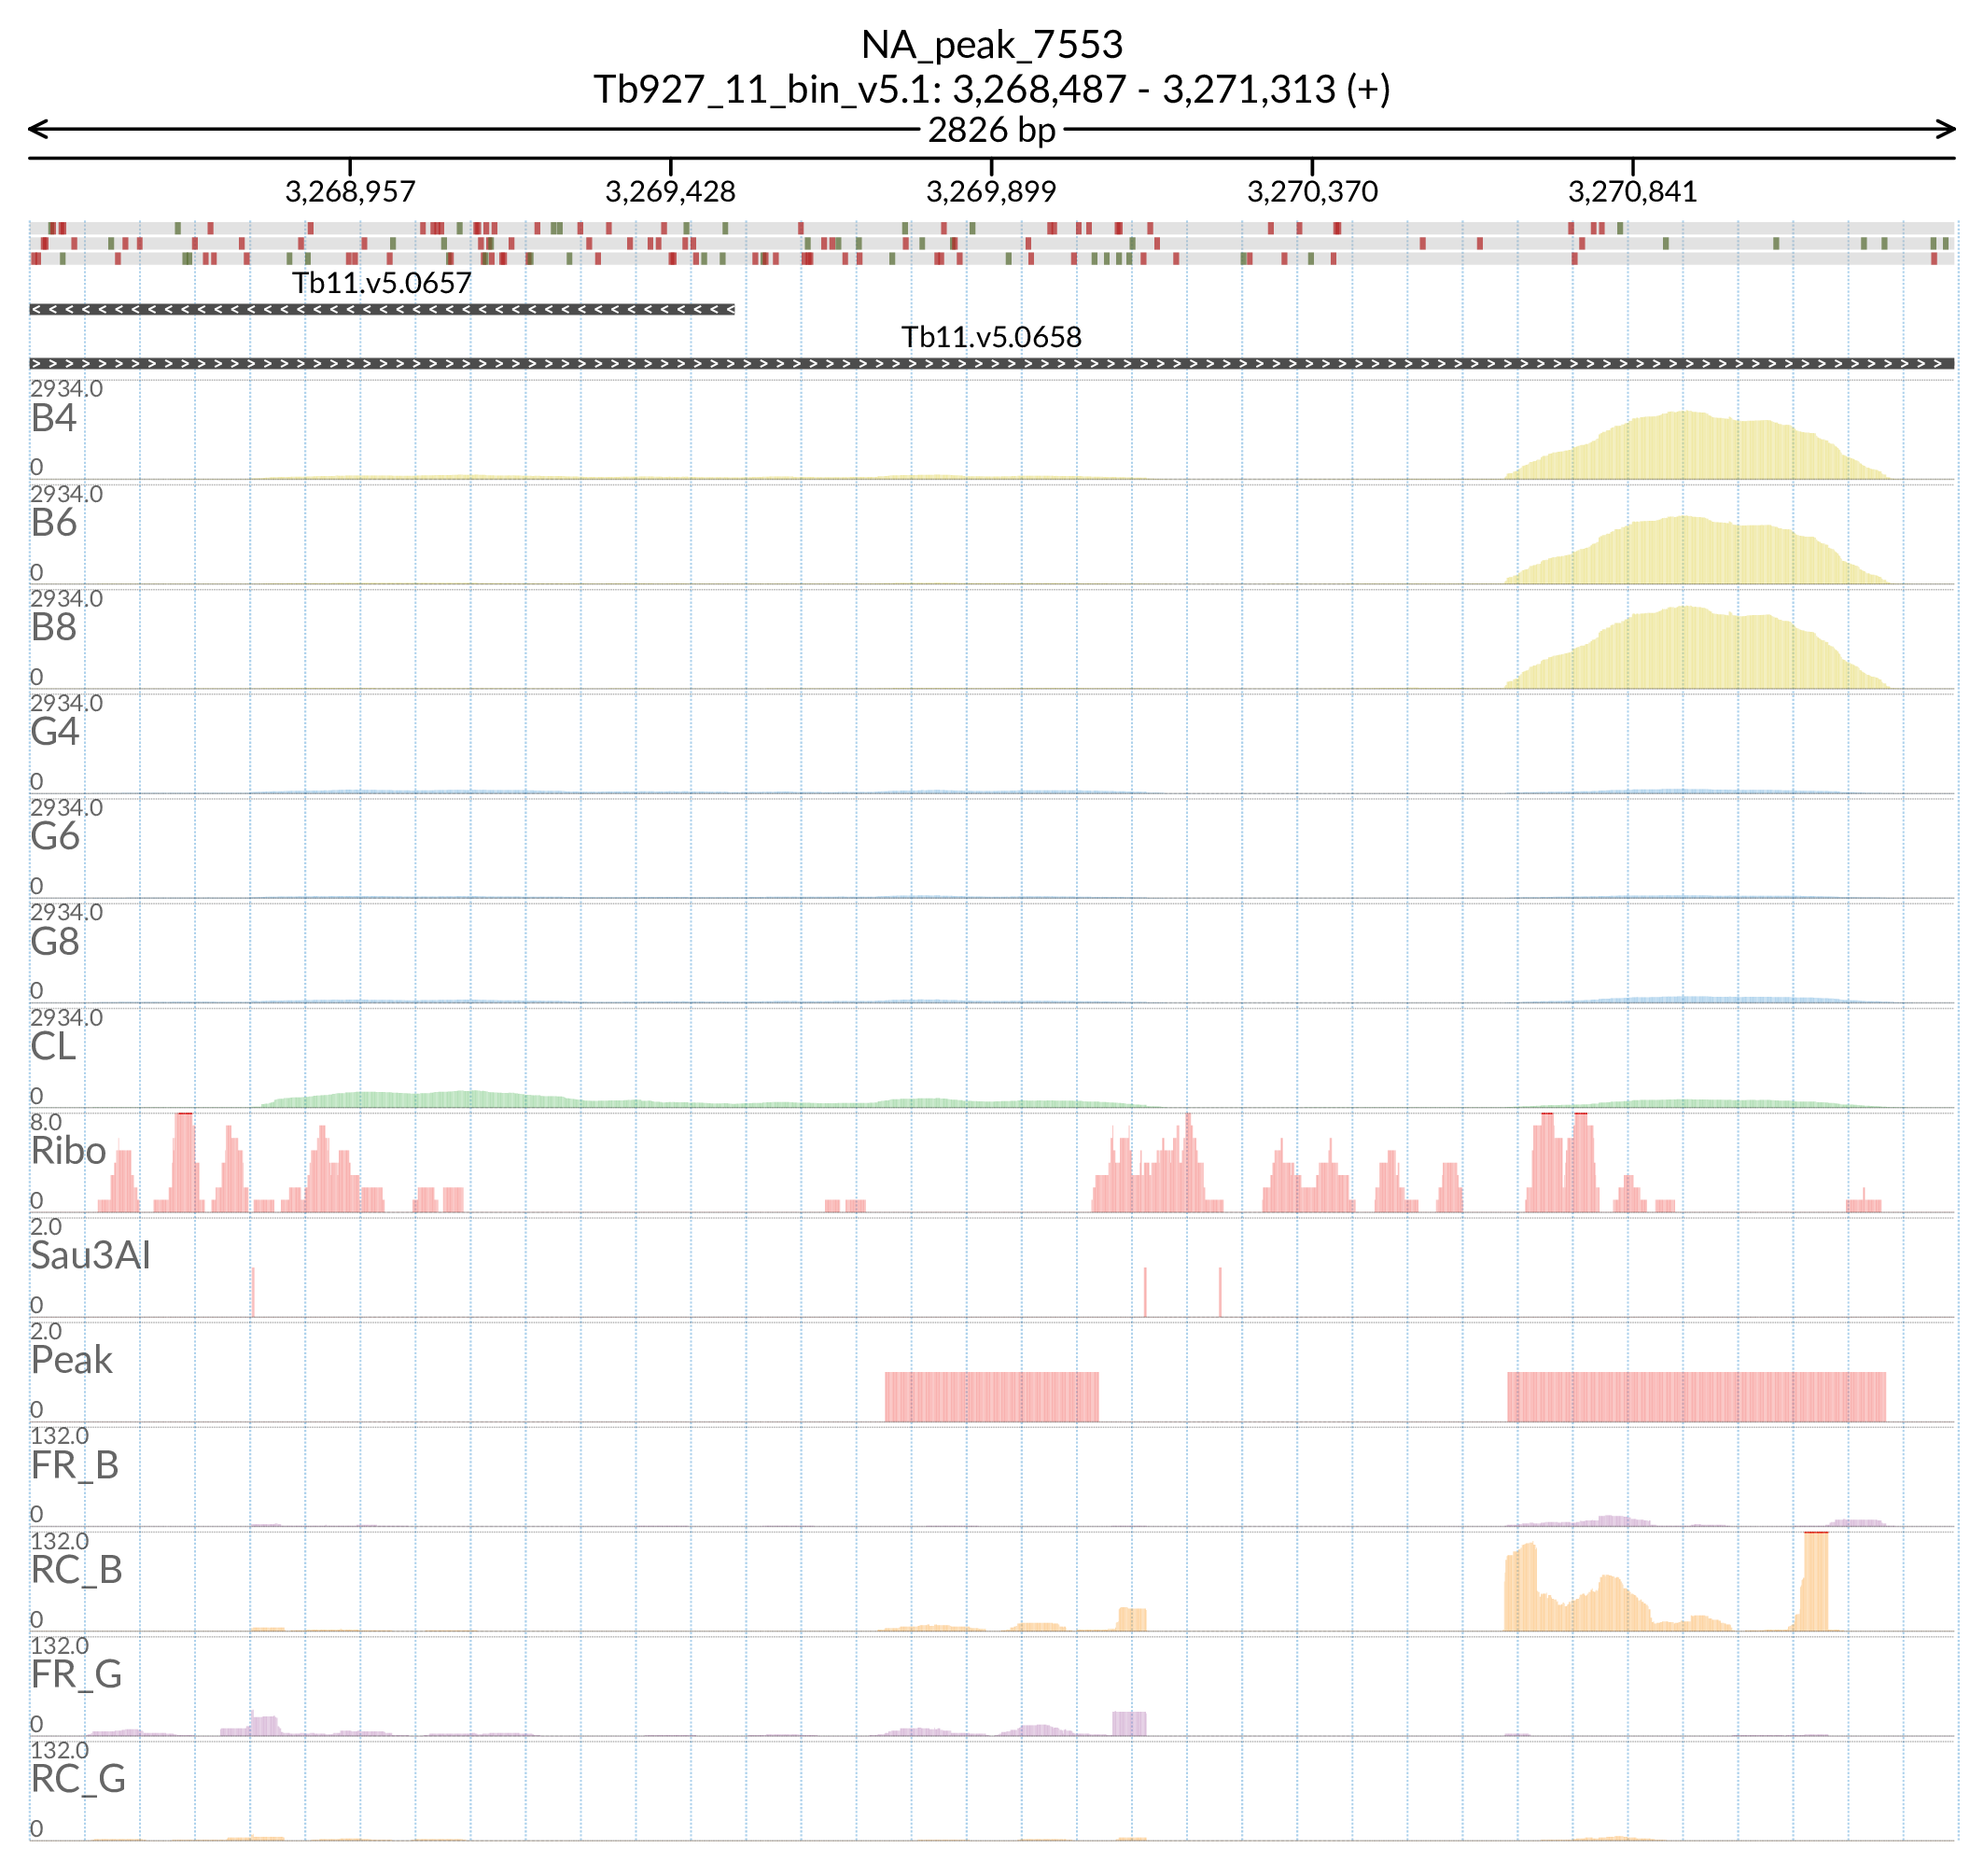 NA_peak_7553
Tb927_11_bin_v5.1: 3,268,487 - 3,271,313 (+)
2826 bp
3,268,957 3,269,428 3,269,899 3,270,370 3,270,841
Tb11.v5.0657
Tb11.v5.0658
2934.0
B4
0
2934.0
B6
0
2934.0
B8
0
2934.0
G4
0
2934.0
G6
0
2934.0
G8
0
2934.0
CL
0
8.0
Ribo
0
2.0
Sau3AI
0
2.0
Peak
0
132.0
FR_B
0
132.0
RC_B
0
132.0
FR_G
0
132.0
RC_G
0